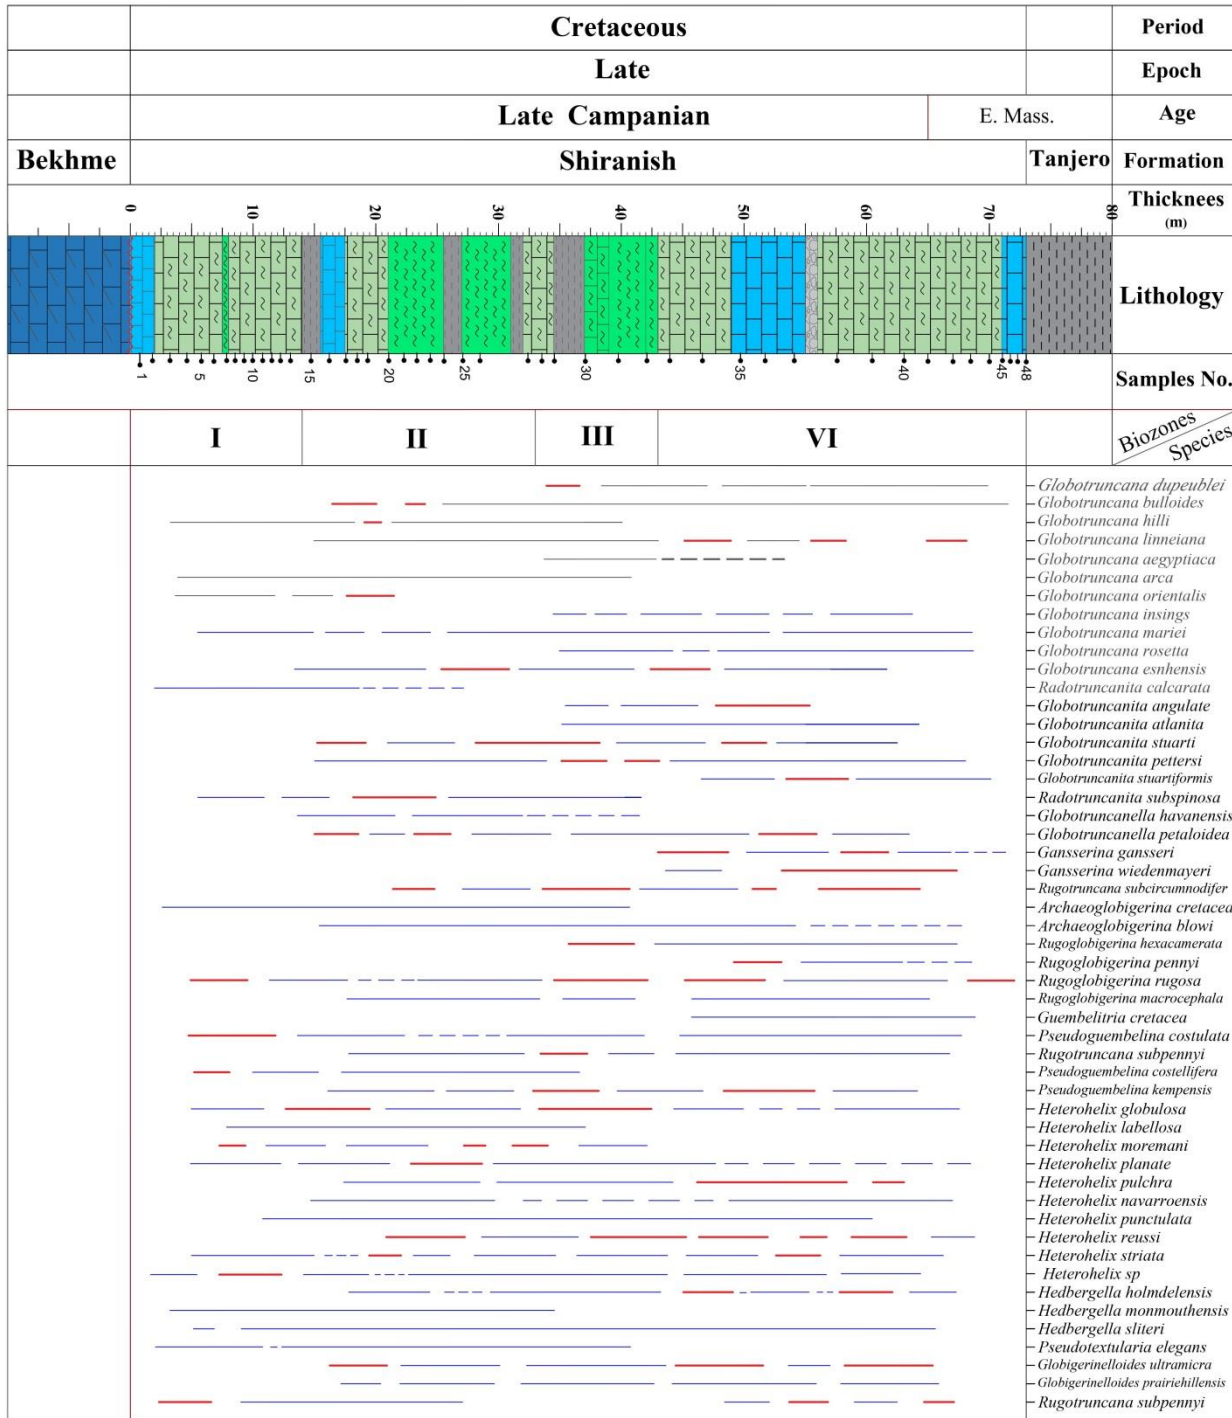 Cretaceous Period
Late Epoch
Late Campanian E. Mass. Age
Bekhme Shiranish Tanjero Formation
0 10 20 30 40 50 60 70 80 Thicknees
(m)
Lithology
1 5 10 15 20 25 30 35 40 45 48 Samples No.
I II III VI Biozones
Species
Globotruncana dupeublei
Globotruncana bulloides
Globotruncana hilli
Globotruncana linneiana
Globotruncana aegyptiaca
Globotruncana arca
Globotruncana orientalis
Globotruncana insings
Globotruncana mariei
Globotruncana rosetta
Globotruncana esnhensis
Radotruncanita calcarata
Globotruncanita angulate
Globotruncanita atlanita
Globotruncanita stuarti
Globotruncanita pettersi
Globotruncanita stuartiformis
Radotruncanita subspinosa
Globotruncanella havanensis
Globotruncanella petaloidea
Gansserina gansseri
Gansserina wiedenmayeri
Rugotruncana subcircumnodifer
Archaeoglobigerina cretacea
Archaeoglobigerina blowi
Rugoglobigerina hexacamerata
Rugoglobigerina pennyi
Rugoglobigerina rugosa
Rugoglobigerina macrocephala
Guembelitria cretacea
Pseudoguembelina costulata
Rugotruncana subpennyi
Pseudoguembelina costellifera
Pseudoguembelina kempensis
Heterohelix globulosa
Heterohelix labellosa
Heterohelix moremani
Heterohelix planate
Heterohelix pulchra
Heterohelix navarroensis
Heterohelix punctulata
Heterohelix reussi
Heterohelix striata
Heterohelix sp
Hedbergella holmdelensis
Hedbergella monmouthensis
Hedbergella sliteri
Pseudotextularia elegans
Globigerinelloides ultramicra
Globigerinelloides prairiehillensis
Rugotruncana subpennyi